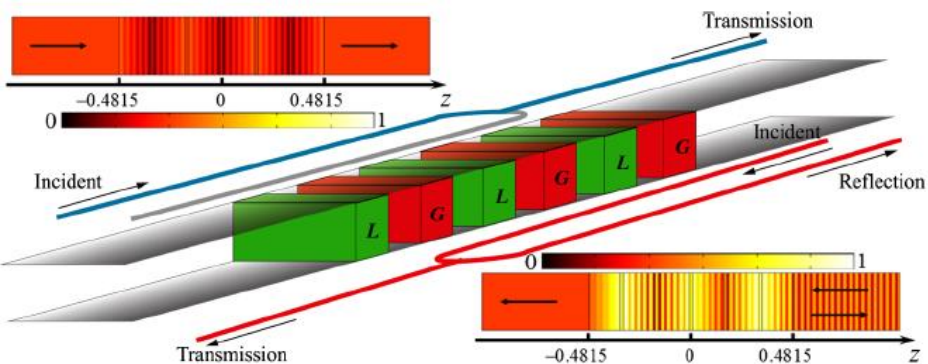 Transmission
−0.4815 0 0.4815 z
0 1
Incident
Incident
Reflection
L G L G L G
0 1
Transmission
−0.4815 0 0.4815 z